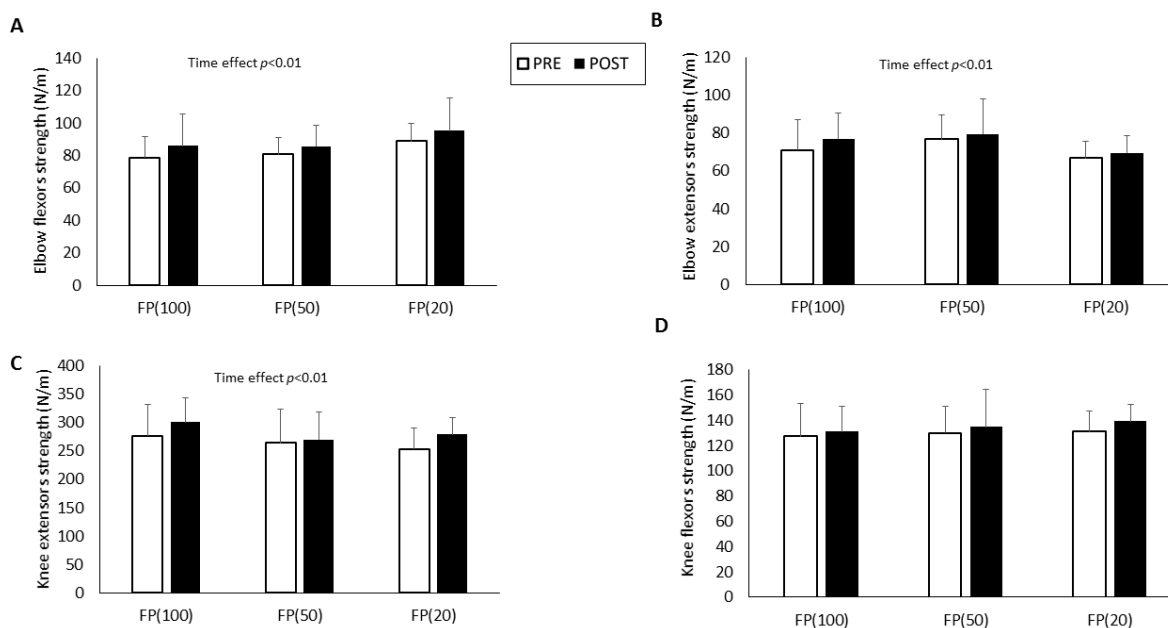 A
Time effect p<0.01
Elbow flexors strength (N/m)
140
120
100
80
60
40
20
0
FP(100) FP(50) FP(20)
PRE POST
B
Time effect p<0.01
Elbow extensors strength (N/m)
120
100
80
60
40
20
0
FP(100) FP(50) FP(20)
C
Time effect p<0.01
Knee extensors strength (N/m)
400
350
300
250
200
150
100
50
0
FP(100) FP(50) FP(20)
D
Knee flexors strength (N/m)
180
160
140
120
100
80
60
40
20
0
FP(100) FP(50) FP(20)